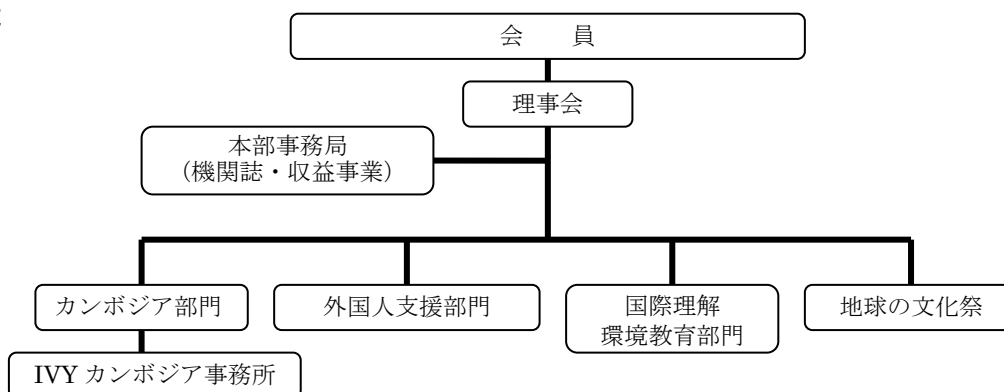 会　　員
理事会
本部事務局
（機関誌・収益事業）
カンボジア部門
外国人支援部門
国際理解
環境教育部門
地球の文化祭
IVY カンボジア事務所